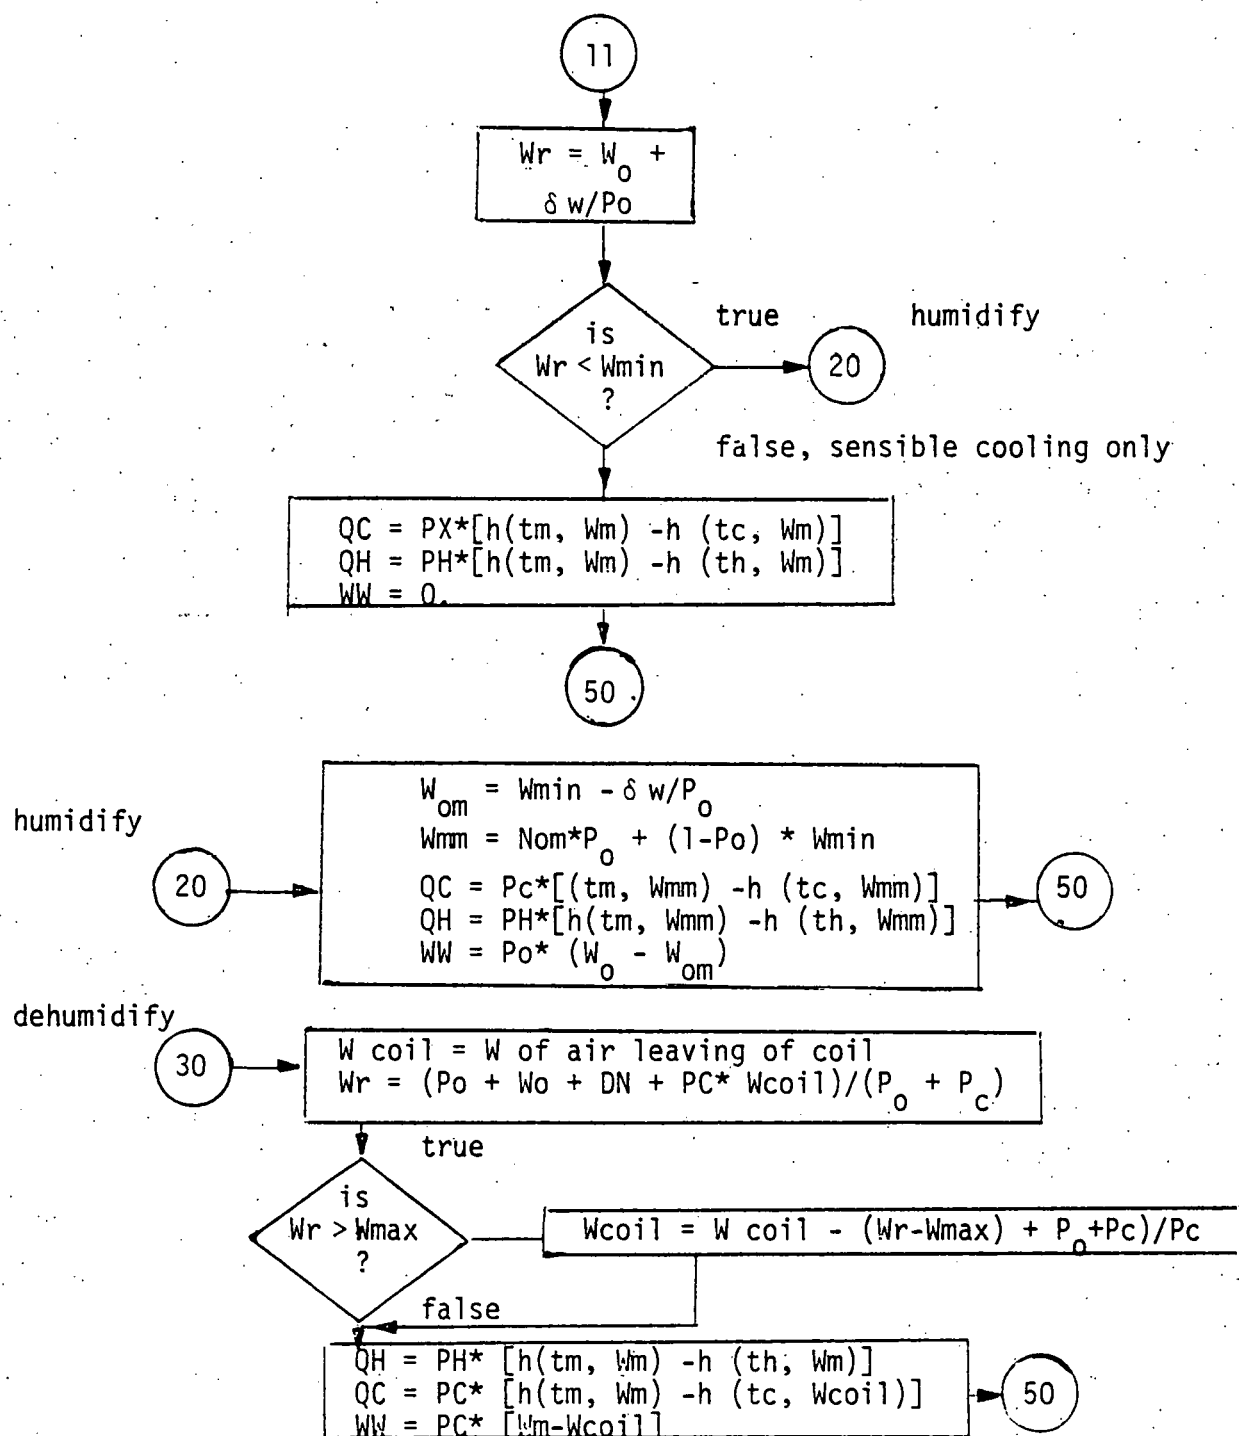 11
Wr = Wo +
δ w/Po
is
Wr < Wmin
?
true
20
humidify
false, sensible cooling only
QC = PX*[h(tm, Wm) -h (tc, Wm)]
QH = PH*[h(tm, Wm) -h (th, Wm)]
WW = 0.
50
humidify
20
Wom = Wmin - δ w/Po
Wmm = Nom*Po + (1-Po) * Wmin
QC = Pc*[(tm, Wmm) -h (tc, Wmm)]
QH = PH*[h(tm, Wmm) -h (th, Wmm)]
WW = Po* (Wo - Wom)
50
dehumidify
30
W coil = W of air leaving of coil
Wr = (Po + Wo + DN + PC* Wcoil)/(Po + Pc)
true
is
Wr > Wmax
?
Wcoil = W coil - (Wr-Wmax) + Po+Pc)/Pc
false
QH = PH* [h(tm, Wm) -h (th, Wm)]
QC = PC* [h(tm, Wm) -h (tc, Wcoil)]
WW = PC* [Wm-Wcoil]
50